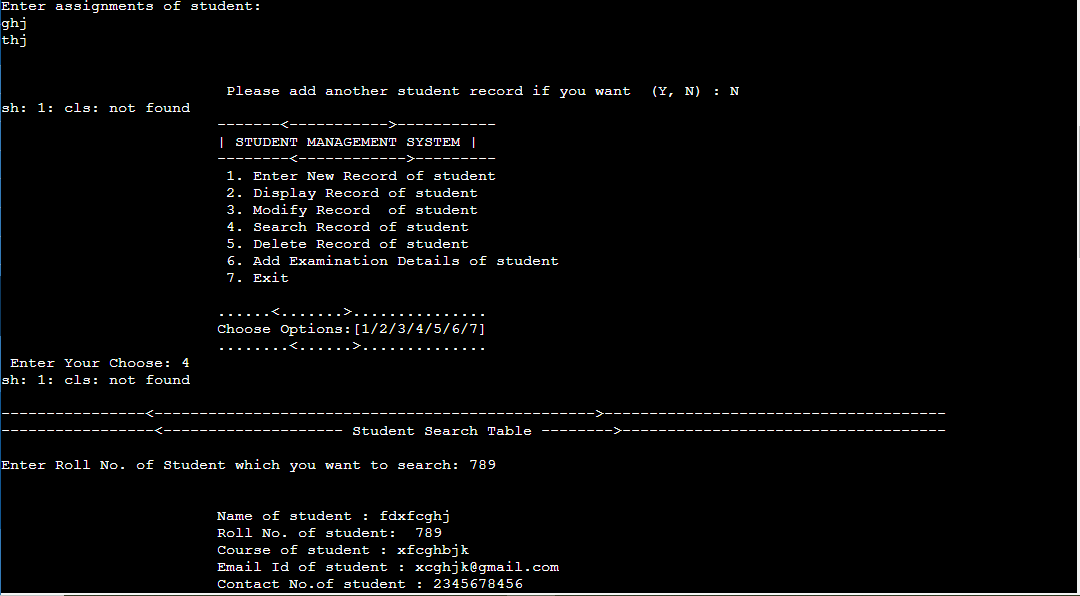 Enter assignments of student:
ghj
thj
Please add another student record if you want  (Y, N) : N
sh: 1: cls: not found
-------<----------->-----------
| STUDENT MANAGEMENT SYSTEM |
--------<------------>---------
1. Enter New Record of student
2. Display Record of student
3. Modify Record  of student
4. Search Record of student
5. Delete Record of student
6. Add Examination Details of student
7. Exit
......<.......>...............
Choose Options:[1/2/3/4/5/6/7]
........<......>..............
Enter Your Choose: 4
sh: 1: cls: not found
----------------<------------------------------------------------->--------------------------------------
-----------------<-------------------- Student Search Table -------->------------------------------------
Enter Roll No. of Student which you want to search: 789
Name of student : fdxfcghj
Roll No. of student:  789
Course of student : xfcghbjk
Email Id of student : xcghjk@gmail.com
Contact No.of student : 2345678456